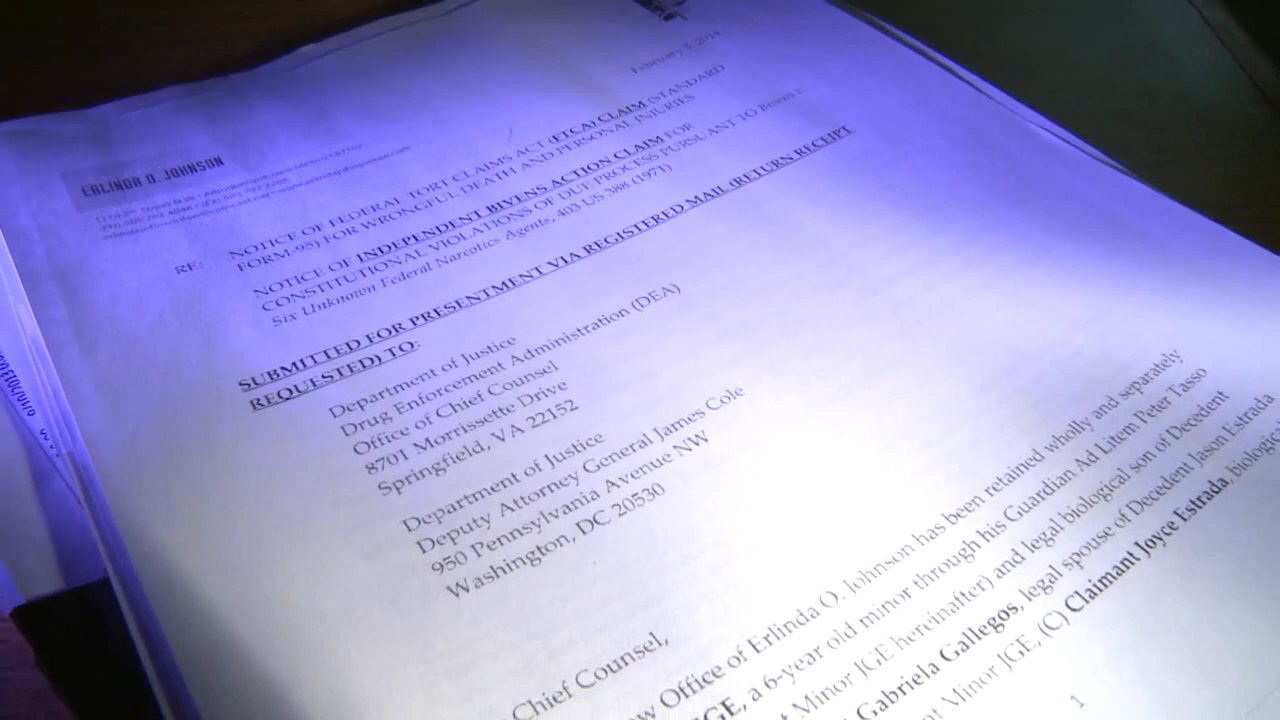 February 3, 2014
ERLINDA O. JOHNSON
RE: NOTICE OF FEDERAL TORT CLAIMS ACT (FTCA) CLAIM (STANDARD
FORM-95) FOR WRONGFUL DEATH AND PERSONAL INJURIES
NOTICE OF INDEPENDENT BIVENS ACTION CLAIM FOR
CONSTITUTIONAL VIOLATIONS OF DUE PROCESS PURSUANT TO Bivens v.
Six Unknown Federal Narcotics Agents, 403 US 388 (1971)
SUBMITTED FOR PRESENTMENT VIA REGISTERED MAIL (RETURN RECEIPT
REQUESTED) TO:
Department of Justice
Drug Enforcement Administration (DEA)
Office of Chief Counsel
8701 Morrissette Drive
Springfield, VA 22152
Department of Justice
Deputy Attorney General James Cole
950 Pennsylvania Avenue NW
Washington, DC 20530
Chief Counsel,
Office of Erlinda O. Johnson has been retained wholly and separately
GE, a 6-year old minor through his Guardian Ad Litem Peter Tasso
Minor JGE hereinafter) and legal biological son of Decedent
Gabriela Gallegos, legal spouse of Decedent Jason Estrada
Minor JGE, (C) Claimant Joyce Estrada, biologic
1